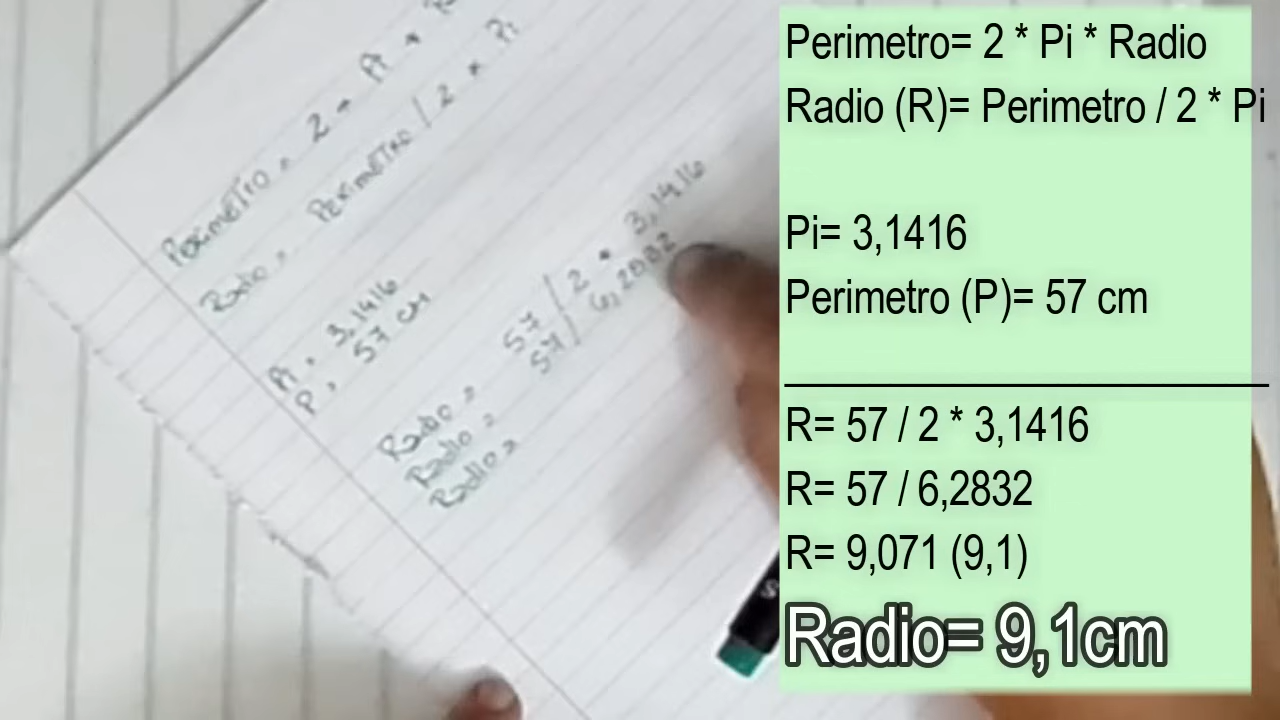 PERIMETRO = 2 * Pi * R
Radio = PERIMETRO / 2 * Pi
Pi = 3,1416
P = 57 cm
Radio = 57 / 2 * 3,1416
Radio = 57 / 6,2832
Radio =
Perimetro= 2 * Pi * Radio
Radio (R)= Perimetro / 2 * Pi
Pi= 3,1416
Perimetro (P)= 57 cm
R= 57 / 2 * 3,1416
R= 57 / 6,2832
R= 9,071 (9,1)
Radio= 9,1cm